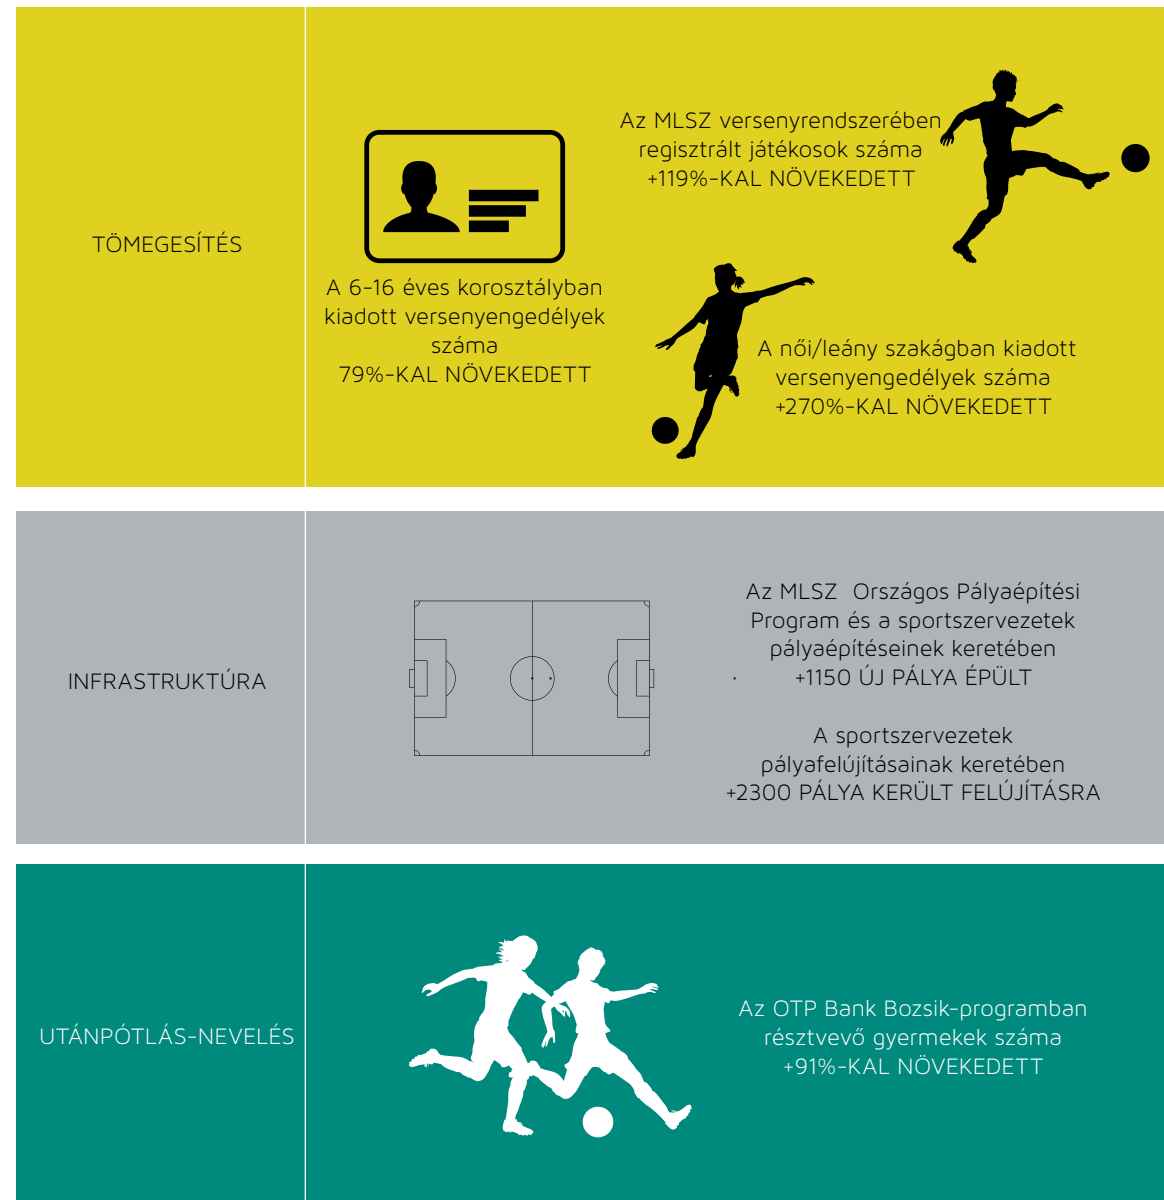 TÖMEGESÍTÉS
A 6-16 éves korosztályban
kiadott versenyengedélyek
száma
79%-KAL NÖVEKEDETT
Az MLSZ versenyrendszerében
regisztrált játékosok száma
+119%-KAL NÖVEKEDETT
A női/leány szakágban kiadott
versenyengedélyek száma
+270%-KAL NÖVEKEDETT
INFRASTRUKTÚRA
Az MLSZ Országos Pályaépítési
Program és a sportszervezetek
pályaépítéseinek keretében
· +1150 ÚJ PÁLYA ÉPÜLT
A sportszervezetek
pályafelújításainak keretében
+2300 PÁLYA KERÜLT FELÚJÍTÁSRA
UTÁNPÓTLÁS-NEVELÉS
Az OTP Bank Bozsik-programban
résztvevő gyermekek száma
+91%-KAL NÖVEKEDETT